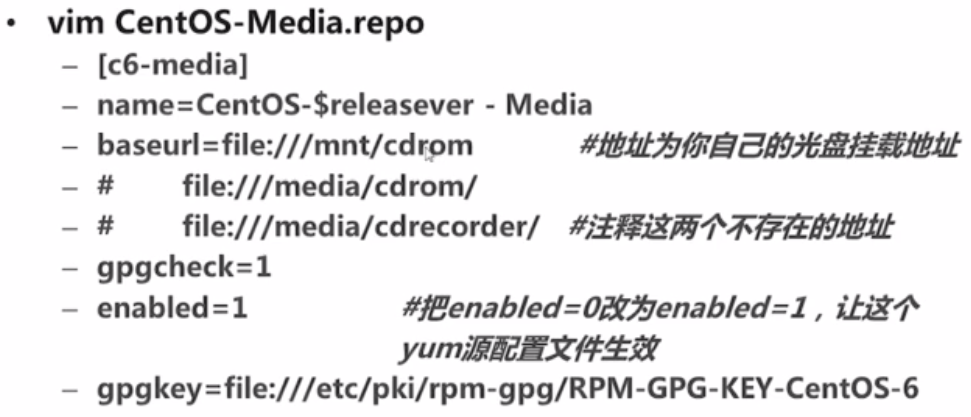 • vim CentOS-Media.repo
– [c6-media]
– name=CentOS-$releasever - Media
– baseurl=file:///mnt/cdrom #地址为你自己的光盘挂载地址
– # file:///media/cdrom/
– # file:///media/cdrecorder/ #注释这两个不存在的地址
– gpgcheck=1
– enabled=1 #把enabled=0改为enabled=1，让这个
yum源配置文件生效
– gpgkey=file:///etc/pki/rpm-gpg/RPM-GPG-KEY-CentOS-6